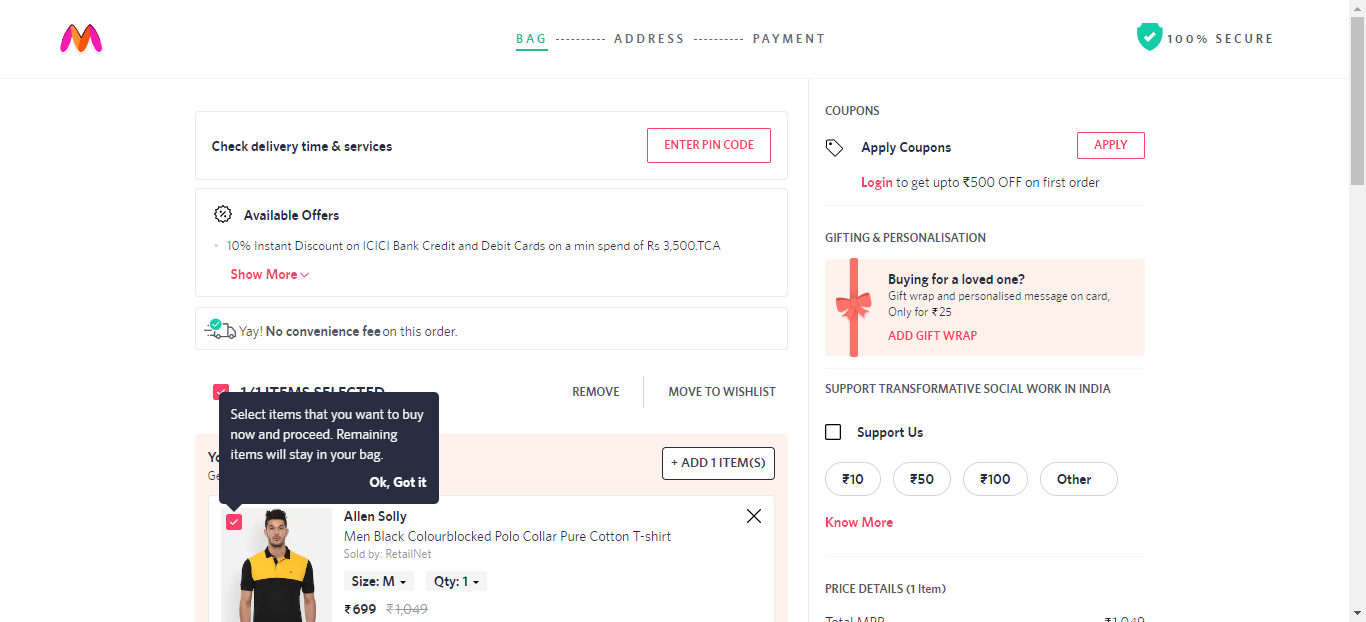 BAG ---------- ADDRESS ---------- PAYMENT
100% SECURE
Check delivery time & services
ENTER PIN CODE
Available Offers
10% Instant Discount on ICICI Bank Credit and Debit Cards on a min spend of Rs 3,500.TCA
Show More
Yay! No convenience fee on this order.
1/1 ITEMS SELECTED
REMOVE
MOVE TO WISHLIST
Select items that you want to buy
now and proceed. Remaining
items will stay in your bag.
Ok, Got it
+ ADD 1 ITEM(S)
Allen Solly
Men Black Colourblocked Polo Collar Pure Cotton T-shirt
Sold by: RetailNet
Size: M
Qty: 1
₹699 ₹1,049
COUPONS
Apply Coupons
APPLY
Login to get upto ₹500 OFF on first order
GIFTING & PERSONALISATION
Buying for a loved one?
Gift wrap and personalised message on card,
Only for ₹25
ADD GIFT WRAP
SUPPORT TRANSFORMATIVE SOCIAL WORK IN INDIA
Support Us
₹10
₹50
₹100
Other
Know More
PRICE DETAILS (1 Item)
Total MRP ₹1,049